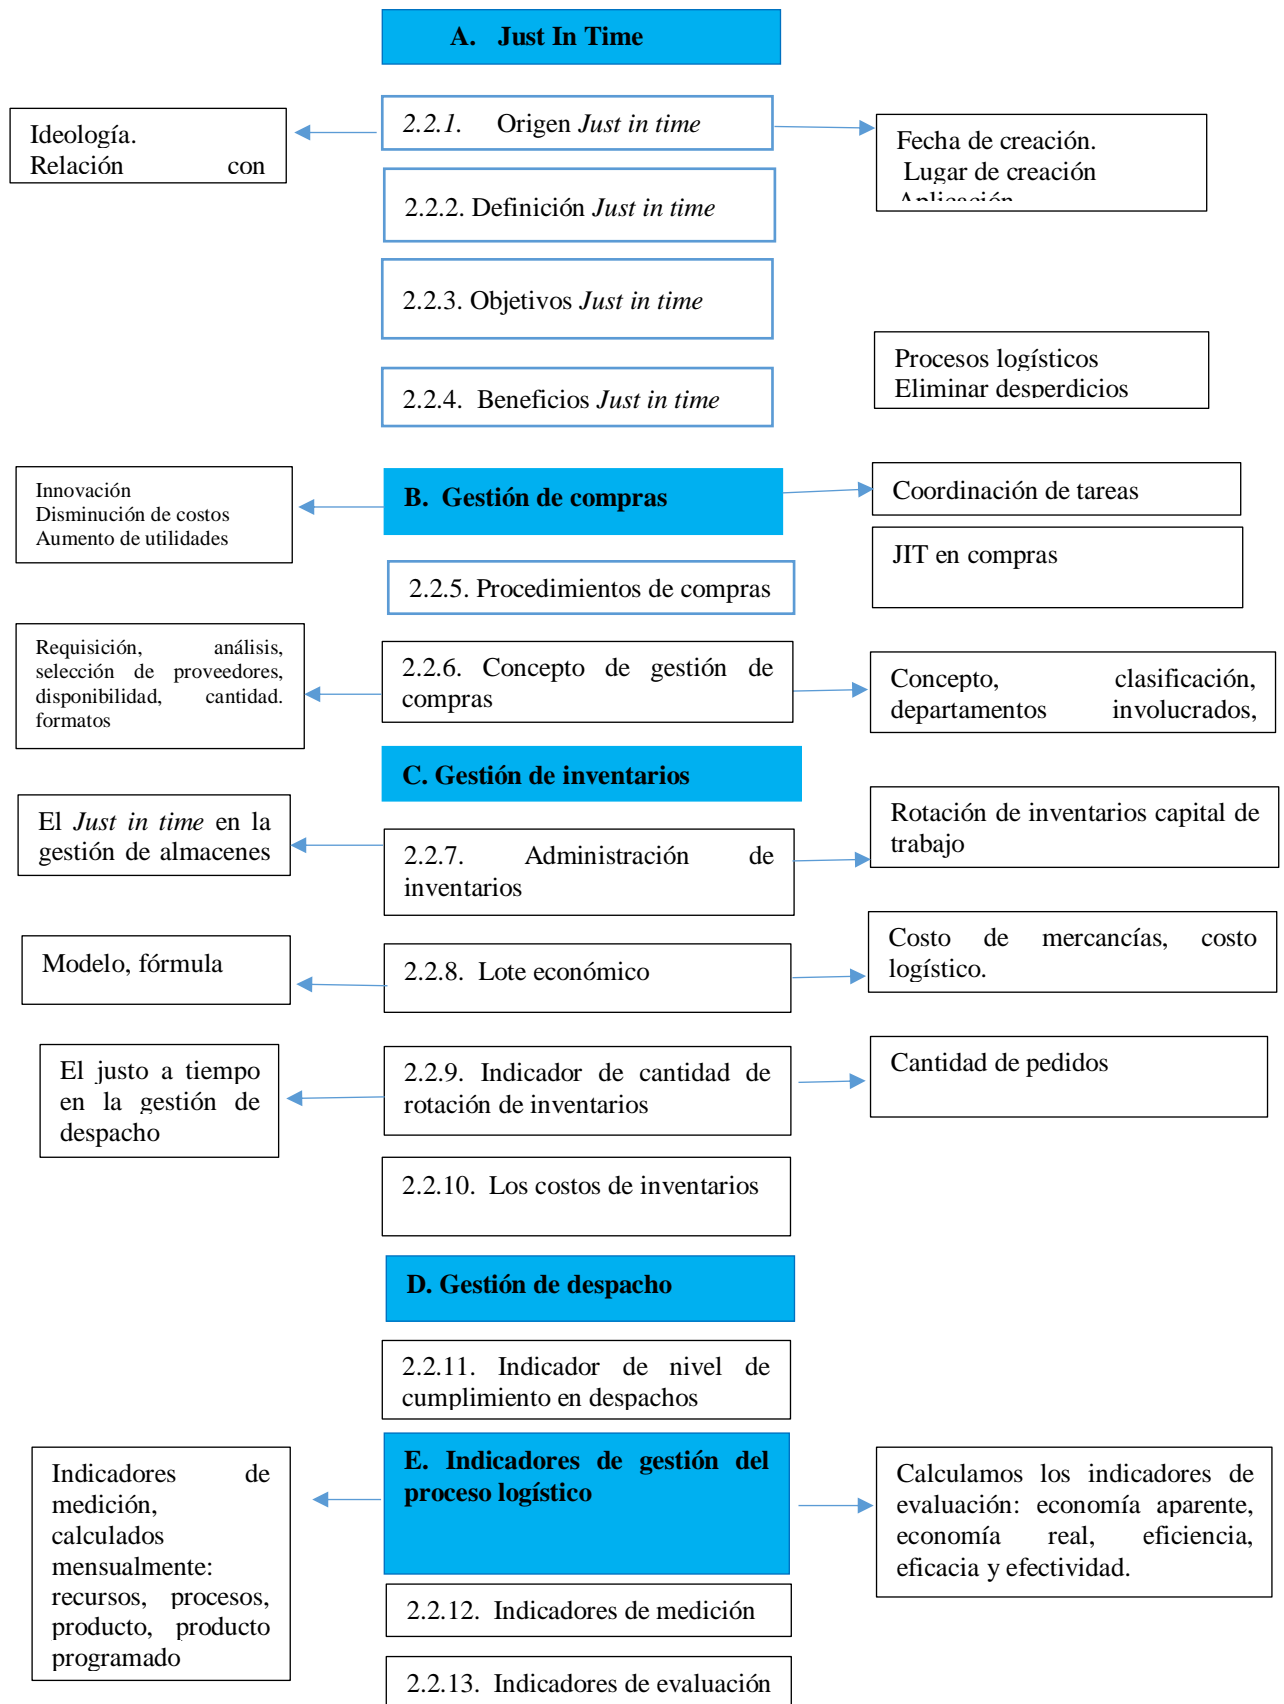 A. Just In Time
Ideología.
Relación con
2.2.1. Origen Just in time
Fecha de creación.
Lugar de creación
Aplicación
2.2.2. Definición Just in time
2.2.3. Objetivos Just in time
2.2.4. Beneficios Just in time
Procesos logísticos
Eliminar desperdicios
Innovación
Disminución de costos
Aumento de utilidades
B. Gestión de compras
Coordinación de tareas
JIT en compras
2.2.5. Procedimientos de compras
Requisición, análisis,
selección de proveedores,
disponibilidad, cantidad.
formatos
2.2.6. Concepto de gestión de
compras
Concepto, clasificación,
departamentos involucrados,
C. Gestión de inventarios
El Just in time en la
gestión de almacenes
2.2.7. Administración de
inventarios
Rotación de inventarios capital de
trabajo
Modelo, fórmula
2.2.8. Lote económico
Costo de mercancías, costo
logístico.
El justo a tiempo
en la gestión de
despacho
2.2.9. Indicador de cantidad de
rotación de inventarios
Cantidad de pedidos
2.2.10. Los costos de inventarios
D. Gestión de despacho
2.2.11. Indicador de nivel de
cumplimiento en despachos
Indicadores de
medición,
calculados
mensualmente:
recursos, procesos,
producto, producto
programado
E. Indicadores de gestión del
proceso logístico
Calculamos los indicadores de
evaluación: economía aparente,
economía real, eficiencia,
eficacia y efectividad.
2.2.12. Indicadores de medición
2.2.13. Indicadores de evaluación